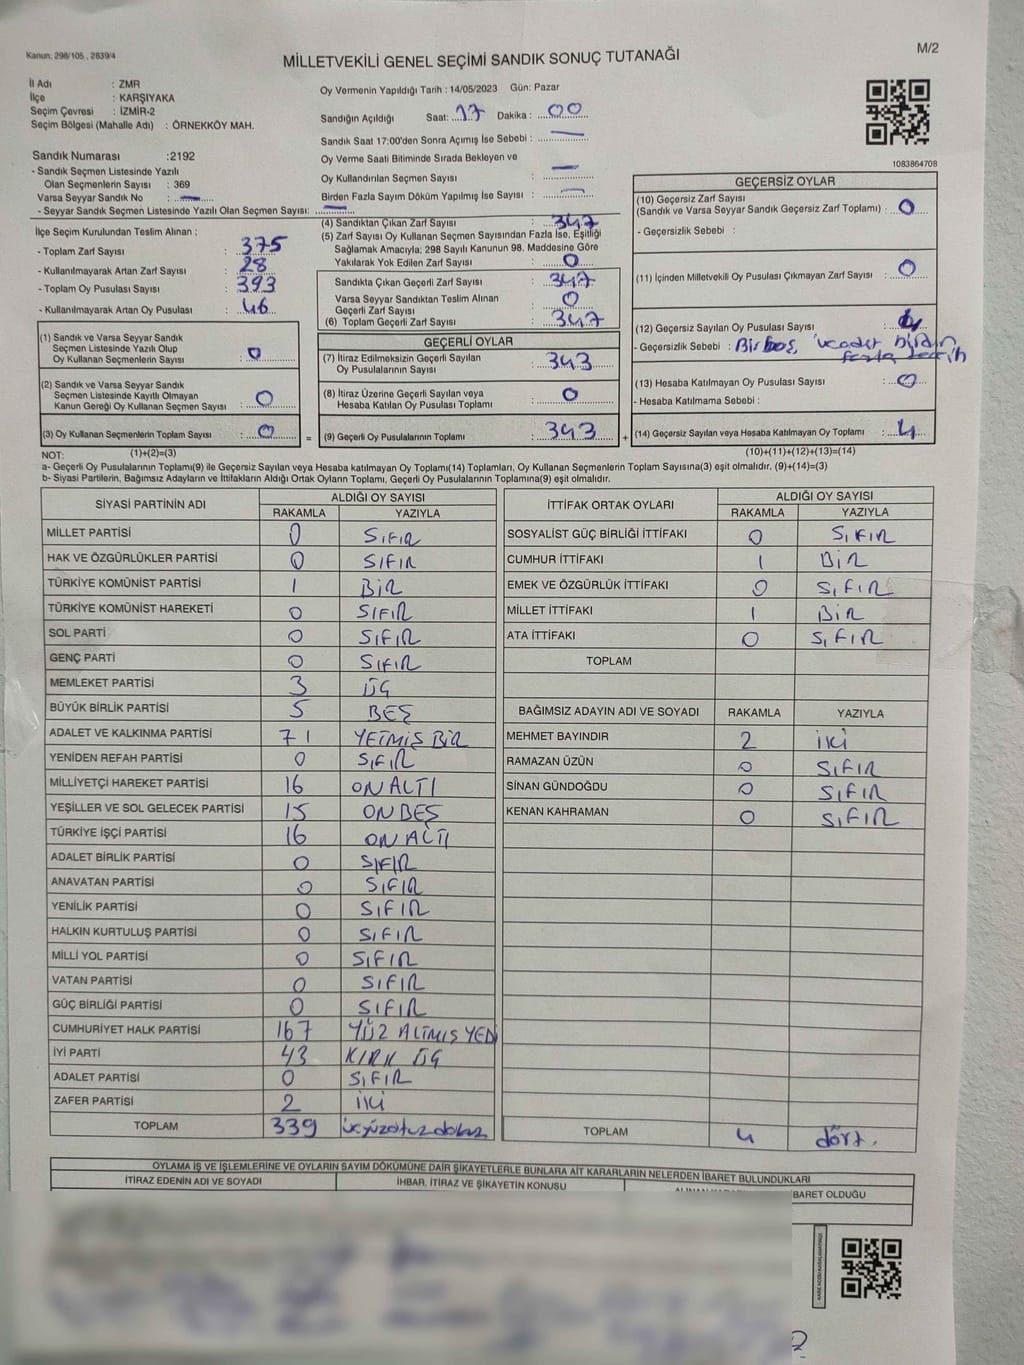 Kanun: 298/105 , 2839/4
M/2
MİLLETVEKİLİ GENEL SEÇİMİ SANDIK SONUÇ TUTANAĞI
İl Adı : ZMR
İlçe : KARŞIYAKA
Seçim Çevresi : İZMİR-2
Seçim Bölgesi (Mahalle Adı) : ÖRNEKKÖY MAH.
Sandık Numarası :2192
- Sandık Seçmen Listesinde Yazılı
Olan Seçmenlerin Sayısı : 369
Varsa Seyyar Sandık No : —
- Seyyar Sandık Seçmen Listesinde Yazılı Olan Seçmen Sayısı: —
İlçe Seçim Kurulundan Teslim Alınan ;
- Toplam Zarf Sayısı : 375
- Kullanılmayarak Artan Zarf Sayısı : 28
- Toplam Oy Pusulası Sayısı : 393
- Kullanılmayarak Artan Oy Pusulası : 46
Oy Vermenin Yapıldığı Tarih : 14/05/2023 Gün: Pazar
Sandığın Açıldığı Saat: 17 Dakika : 00
Sandık Saat 17:00'den Sonra Açımış İse Sebebi : —
Oy Verme Saati Bitiminde Sırada Bekleyen ve
Oy Kullandırılan Seçmen Sayısı : —
Birden Fazla Sayım Döküm Yapılmış İse Sayısı : —
(4) Sandıktan Çıkan Zarf Sayısı : 347
(5) Zarf Sayısı Oy Kullanan Seçmen Sayısından Fazla İse, Eşitliği
Sağlamak Amacıyla; 298 Sayılı Kanunun 98. Maddesine Göre
Yakılarak Yok Edilen Zarf Sayısı : 0
Sandıkta Çıkan Geçerli Zarf Sayısı : 347
Varsa Seyyar Sandıktan Teslim Alınan
Geçerli Zarf Sayısı : 0
(6) Toplam Geçerli Zarf Sayısı : 347
1083864708
GEÇERSİZ OYLAR
(10) Geçersiz Zarf Sayısı
(Sandık ve Varsa Seyyar Sandık Geçersiz Zarf Toplamı) : 0
- Geçersizlik Sebebi :
(11) İçinden Milletvekili Oy Pusulası Çıkmayan Zarf Sayısı : 0
(12) Geçersiz Sayılan Oy Pusulası Sayısı :
- Geçersizlik Sebebi : Bir boş, üç adet birden
fazla tercih
(13) Hesaba Katılmayan Oy Pusulası Sayısı : 0
- Hesaba Katılmama Sebebi :
(14) Geçersiz Sayılan veya Hesaba Katılmayan Oy Toplamı : 4
(10)+(11)+(12)+(13)=(14)
(1) Sandık ve Varsa Seyyar Sandık
Seçmen Listesinde Yazılı Olup
Oy Kullanan Seçmenlerin Sayısı : 0
(2) Sandık ve Varsa Seyyar Sandık
Seçmen Listesinde Kayıtlı Olmayan
Kanun Gereği Oy Kullanan Seçmen Sayısı : 0
(3) Oy Kullanan Seçmenlerin Toplam Sayısı : 0 =
(1)+(2)=(3)
GEÇERLİ OYLAR
(7) İtiraz Edilmeksizin Geçerli Sayılan
Oy Pusulalarının Sayısı : 343
(8) İtiraz Üzerine Geçerli Sayılan veya
Hesaba Katılan Oy Pusulası Toplamı : 0
(9) Geçerli Oy Pusulalarının Toplamı : 343 +
NOT:
a- Geçerli Oy Pusulalarının Toplamı(9) ile Geçersiz Sayılan veya Hesaba katılmayan Oy Toplamı(14) Toplamları, Oy Kullanan Seçmenlerin Toplam Sayısına(3) eşit olmalıdır. (9)+(14)=(3)
b- Siyasi Partilerin, Bağımsız Adayların ve İttifakların Aldığı Ortak Oyların Toplamı, Geçerli Oy Pusulalarının Toplamına(9) eşit olmalıdır.
SİYASİ PARTİNİN ADI ALDIĞI OY SAYISI
RAKAMLA YAZIYLA
MİLLET PARTİSİ 0 SIFIR
HAK VE ÖZGÜRLÜKLER PARTİSİ 0 SIFIR
TÜRKİYE KOMÜNİST PARTİSİ 1 BİR
TÜRKİYE KOMÜNİST HAREKETİ 0 SIFIR
SOL PARTİ 0 SIFIR
GENÇ PARTİ 0 SIFIR
MEMLEKET PARTİSİ 3 ÜÇ
BÜYÜK BİRLİK PARTİSİ 5 BEŞ
ADALET VE KALKINMA PARTİSİ 71 YETMİŞ BİR
YENİDEN REFAH PARTİSİ 0 SIFIR
MİLLİYETÇİ HAREKET PARTİSİ 16 ON ALTI
YEŞİLLER VE SOL GELECEK PARTİSİ 15 ON BEŞ
TÜRKİYE İŞÇİ PARTİSİ 16 ON ALTI
ADALET BİRLİK PARTİSİ 0 SIFIR
ANAVATAN PARTİSİ 0 SIFIR
YENİLİK PARTİSİ 0 SIFIR
HALKIN KURTULUŞ PARTİSİ 0 SIFIR
MİLLİ YOL PARTİSİ 0 SIFIR
VATAN PARTİSİ 0 SIFIR
GÜÇ BİRLİĞİ PARTİSİ 0 SIFIR
CUMHURİYET HALK PARTİSİ 167 YÜZ ALTMIŞ YEDİ
İYİ PARTİ 43 KIRK ÜÇ
ADALET PARTİSİ 0 SIFIR
ZAFER PARTİSİ 2 İKİ
TOPLAM 339 üçyüzotuzdokuz
İTTİFAK ORTAK OYLARI ALDIĞI OY SAYISI
RAKAMLA YAZIYLA
SOSYALİST GÜÇ BİRLİĞİ İTTİFAKI 0 SIFIR
CUMHUR İTTİFAKI 1 BİR
EMEK VE ÖZGÜRLÜK İTTİFAKI 0 SIFIR
MİLLET İTTİFAKI 1 BİR
ATA İTTİFAKI 0 SIFIR
TOPLAM
BAĞIMSIZ ADAYIN ADI VE SOYADI RAKAMLA YAZIYLA
MEHMET BAYINDIR 2 İKİ
RAMAZAN ÜZÜN 0 SIFIR
SİNAN GÜNDOĞDU 0 SIFIR
KENAN KAHRAMAN 0 SIFIR
TOPLAM 4 dört.
OYLAMA İŞ VE İŞLEMLERİNE VE OYLARIN SAYIM DÖKÜMÜNE DAİR ŞİKAYETLERLE BUNLARA AİT KARARLARIN NELERDEN İBARET BULUNDUKLARI
İTİRAZ EDENİN ADI VE SOYADI İHBAR, İTİRAZ VE ŞİKAYETİN KONUSU BARET OLDUĞU